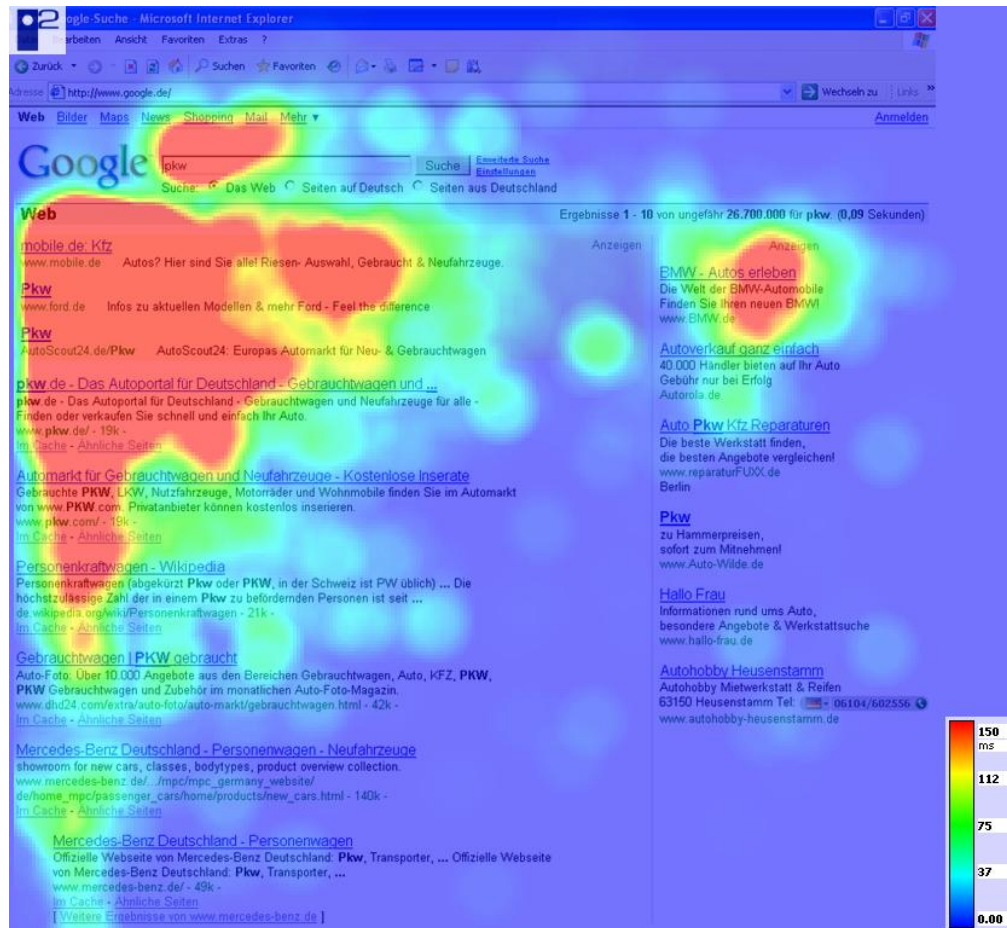 ogle-Suche - Microsoft Internet Explorer
earbeiten Ansicht Favoriten Extras ?
Zurück Suchen Favoriten
Adresse http://www.google.de/ Wechseln zu Links »
Web Bilder Maps News Shopping Mail Mehr ▼ Anmelden
Google pkw Suche Erweiterte Suche
Einstellungen
Suche: Das Web Seiten auf Deutsch Seiten aus Deutschland
Web Ergebnisse 1 - 10 von ungefähr 26.700.000 für pkw. (0,09 Sekunden)
mobile.de: Kfz Anzeigen
www.mobile.de Autos? Hier sind Sie alle! Riesen- Auswahl, Gebraucht & Neufahrzeuge.
Pkw
www.ford.de Infos zu aktuellen Modellen & mehr Ford - Feel the difference
Pkw
AutoScout24.de/Pkw AutoScout24: Europas Automarkt für Neu- & Gebrauchtwagen
pkw.de - Das Autoportal für Deutschland - Gebrauchtwagen und ...
pkw.de - Das Autoportal für Deutschland - Gebrauchtwagen und Neufahrzeuge für alle -
Finden oder verkaufen Sie schnell und einfach Ihr Auto.
www.pkw.de/ - 19k -
Im Cache - Ähnliche Seiten
Automarkt für Gebrauchtwagen und Neufahrzeuge - Kostenlose Inserate
Gebrauchte PKW, LKW, Nutzfahrzeuge, Motorräder und Wohnmobile finden Sie im Automarkt
von www.PKW.com. Privatanbieter können kostenlos inserieren.
www.pkw.com/ - 19k -
Im Cache - Ähnliche Seiten
Personenkraftwagen - Wikipedia
Personenkraftwagen (abgekürzt Pkw oder PKW, in der Schweiz ist PW üblich) ... Die
höchstzulässige Zahl der in einem Pkw zu befördernden Personen ist seit ...
de.wikipedia.org/wiki/Personenkraftwagen - 21k -
Im Cache - Ähnliche Seiten
Gebrauchtwagen | PKW gebraucht
Auto-Foto: Über 10.000 Angebote aus den Bereichen Gebrauchtwagen, Auto, KFZ, PKW,
PKW Gebrauchtwagen und Zubehör im monatlichen Auto-Foto-Magazin.
www.dhd24.com/extra/auto-foto/auto-markt/gebrauchtwagen.html - 42k -
Im Cache - Ähnliche Seiten
Mercedes-Benz Deutschland - Personenwagen - Neufahrzeuge
showroom for new cars, classes, bodytypes, product overview collection.
www.mercedes-benz.de/.../mpc/mpc_germany_website/
de/home_mpc/passenger_cars/home/products/new_cars.html - 140k -
Im Cache - Ähnliche Seiten
Mercedes-Benz Deutschland - Personenwagen
Offizielle Webseite von Mercedes-Benz Deutschland: Pkw, Transporter, ... Offizielle Webseite
von Mercedes-Benz Deutschland: Pkw, Transporter, ...
www.mercedes-benz.de/ - 49k -
Im Cache - Ähnliche Seiten
[ Weitere Ergebnisse von www.mercedes-benz.de ]
Anzeigen
BMW - Autos erleben
Die Welt der BMW-Automobile
Finden Sie Ihren neuen BMW!
www.BMW.de
Autoverkauf ganz einfach
40.000 Händler bieten auf Ihr Auto
Gebühr nur bei Erfolg
Autorola.de
Auto Pkw Kfz Reparaturen
Die beste Werkstatt finden,
die besten Angebote vergleichen!
www.reparaturFUXX.de
Berlin
Pkw
zu Hammerpreisen,
sofort zum Mitnehmen!
www.Auto-Wilde.de
Hallo Frau
Informationen rund ums Auto,
besondere Angebote & Werkstattsuche
www.hallo-frau.de
Autohobby Heusenstamm
Autohobby Mietwerkstatt & Reifen
63150 Heusenstamm Tel: 06104/602556
www.autohobby-heusenstamm.de
150
ms
112
75
37
0.00